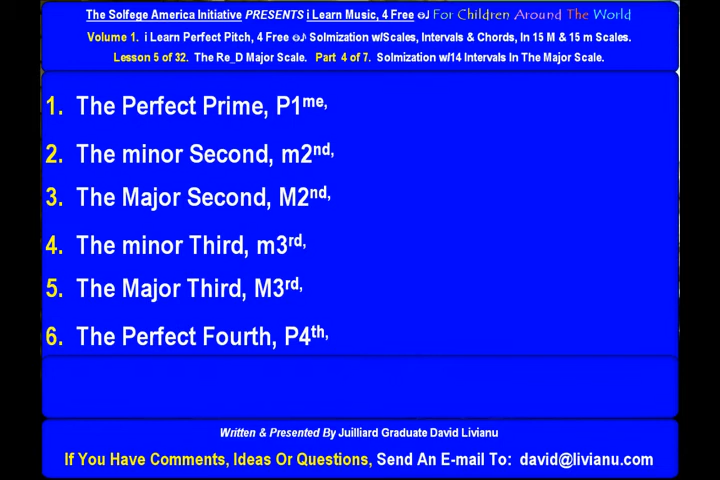 The Solfege America Initiative PRESENTS i Learn Music, 4 Free For Children Around The World
Volume 1. i Learn Perfect Pitch, 4 Free ♪ Solmization w/Scales, Intervals & Chords, In 15 M & 15 m Scales.
Lesson 5 of 32. The Re_D Major Scale. Part 4 of 7. Solmization w/14 Intervals In The Major Scale.
1. The Perfect Prime, P1me,
2. The minor Second, m2nd,
3. The Major Second, M2nd,
4. The minor Third, m3rd,
5. The Major Third, M3rd,
6. The Perfect Fourth, P4th,
Written & Presented By Juilliard Graduate David Livianu
If You Have Comments, Ideas Or Questions, Send An E-mail To: david@livianu.com